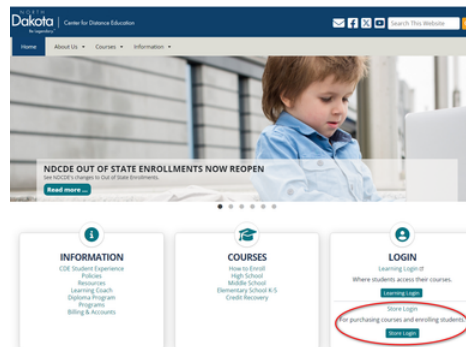 NORTH
Dakota | Center for Distance Education
Be Legendary.
Search This Website
Home About Us Courses Information
NDCDE OUT OF STATE ENROLLMENTS NOW REOPEN
See NDCDE's changes to Out of State Enrollments.
Read more ...
INFORMATION
CDE Student Experience
Policies
Resources
Learning Coach
Diploma Program
Programs
Billing & Accounts
COURSES
How to Enroll
High School
Middle School
Elementary School K-5
Credit Recovery
LOGIN
Learning Login
Where students access their courses.
Learning Login
Store Login
For purchasing courses and enrolling students.
Store Login